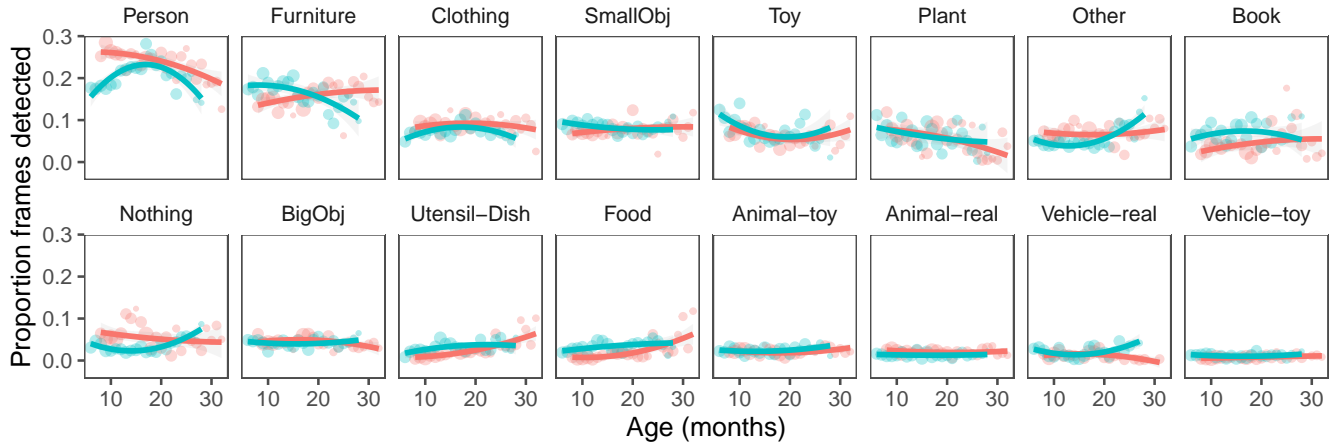 Person Furniture Clothing SmallObj Toy Plant Other Book
0.3
0.2
0.1
0.0
Nothing BigObj Utensil−Dish Food Animal−toy Animal−real Vehicle−real Vehicle−toy
0.3
0.2
0.1
0.0
10 20 30 10 20 30 10 20 30 10 20 30 10 20 30 10 20 30 10 20 30 10 20 30
Age (months)
Proportion frames detected